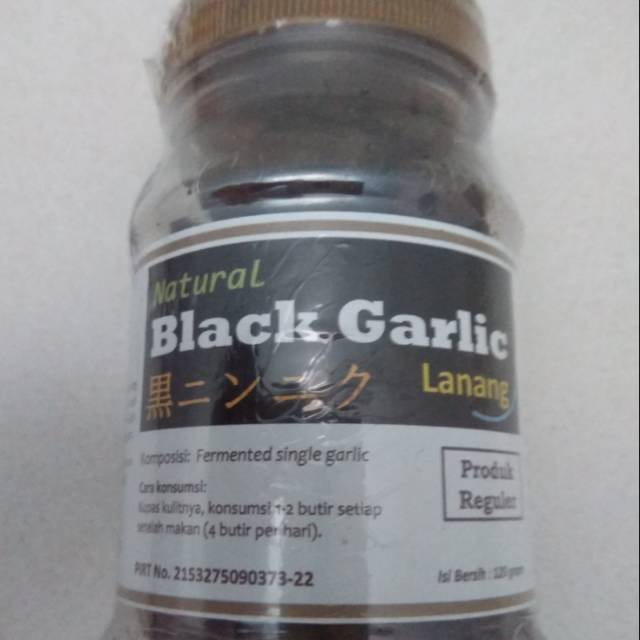 Natural
Black Garlic
黒ニンニク
Lanang
Komposisi: Fermented single garlic
Cara konsumsi:
Kupas kulitnya, konsumsi 1-2 butir setiap
setelah makan (4 butir perhari).
Produk
Reguler
PIRT No. 2153275090373-22
Isi Bersih : 120 gram